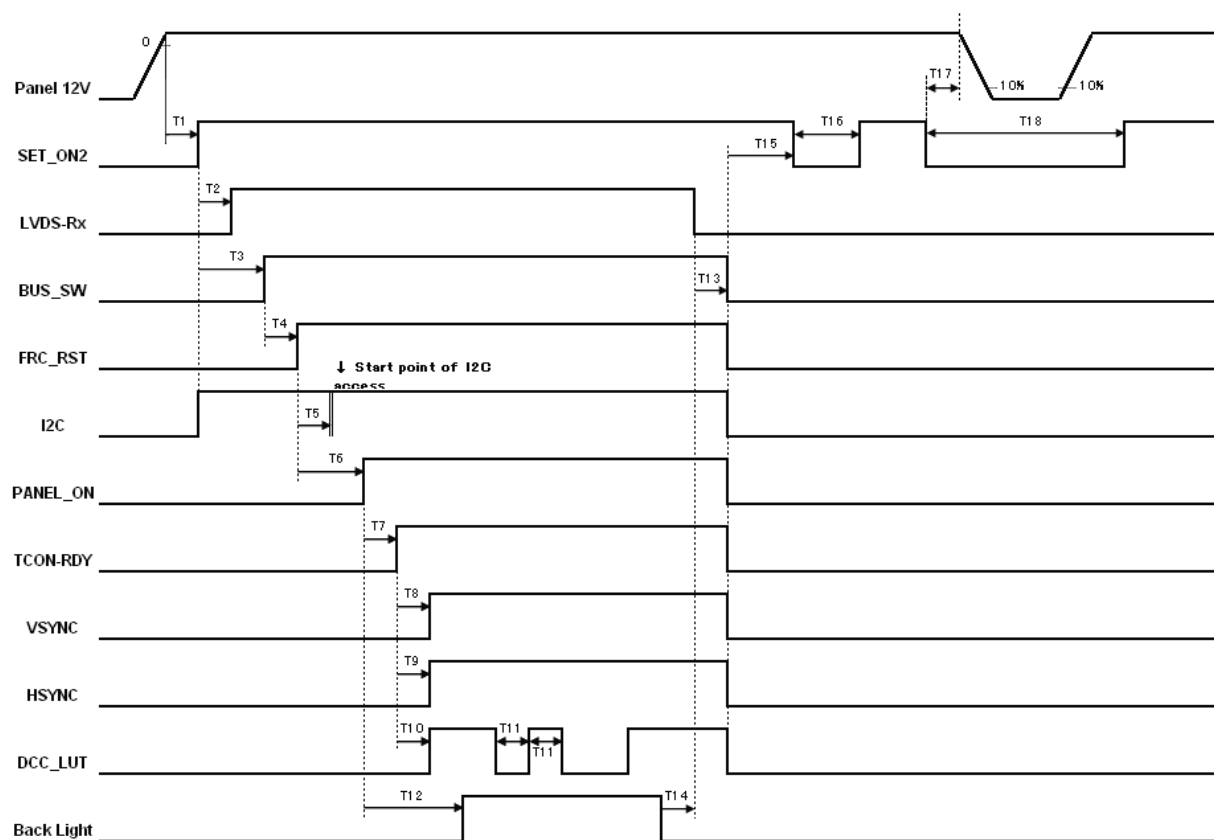 0
T17
Panel 12V
10%
10%
T1
T16
T18
SET_ON2
T15
T2
LVDS-Rx
T3
T13
BUS_SW
T4
FRC_RST
↓ Start point of I2C
access
I2C
T5
T6
PANEL_ON
T7
TCON-RDY
T8
VSYNC
T9
HSYNC
T10
T11
T11
DCC_LUT
T12
T14
Back Light